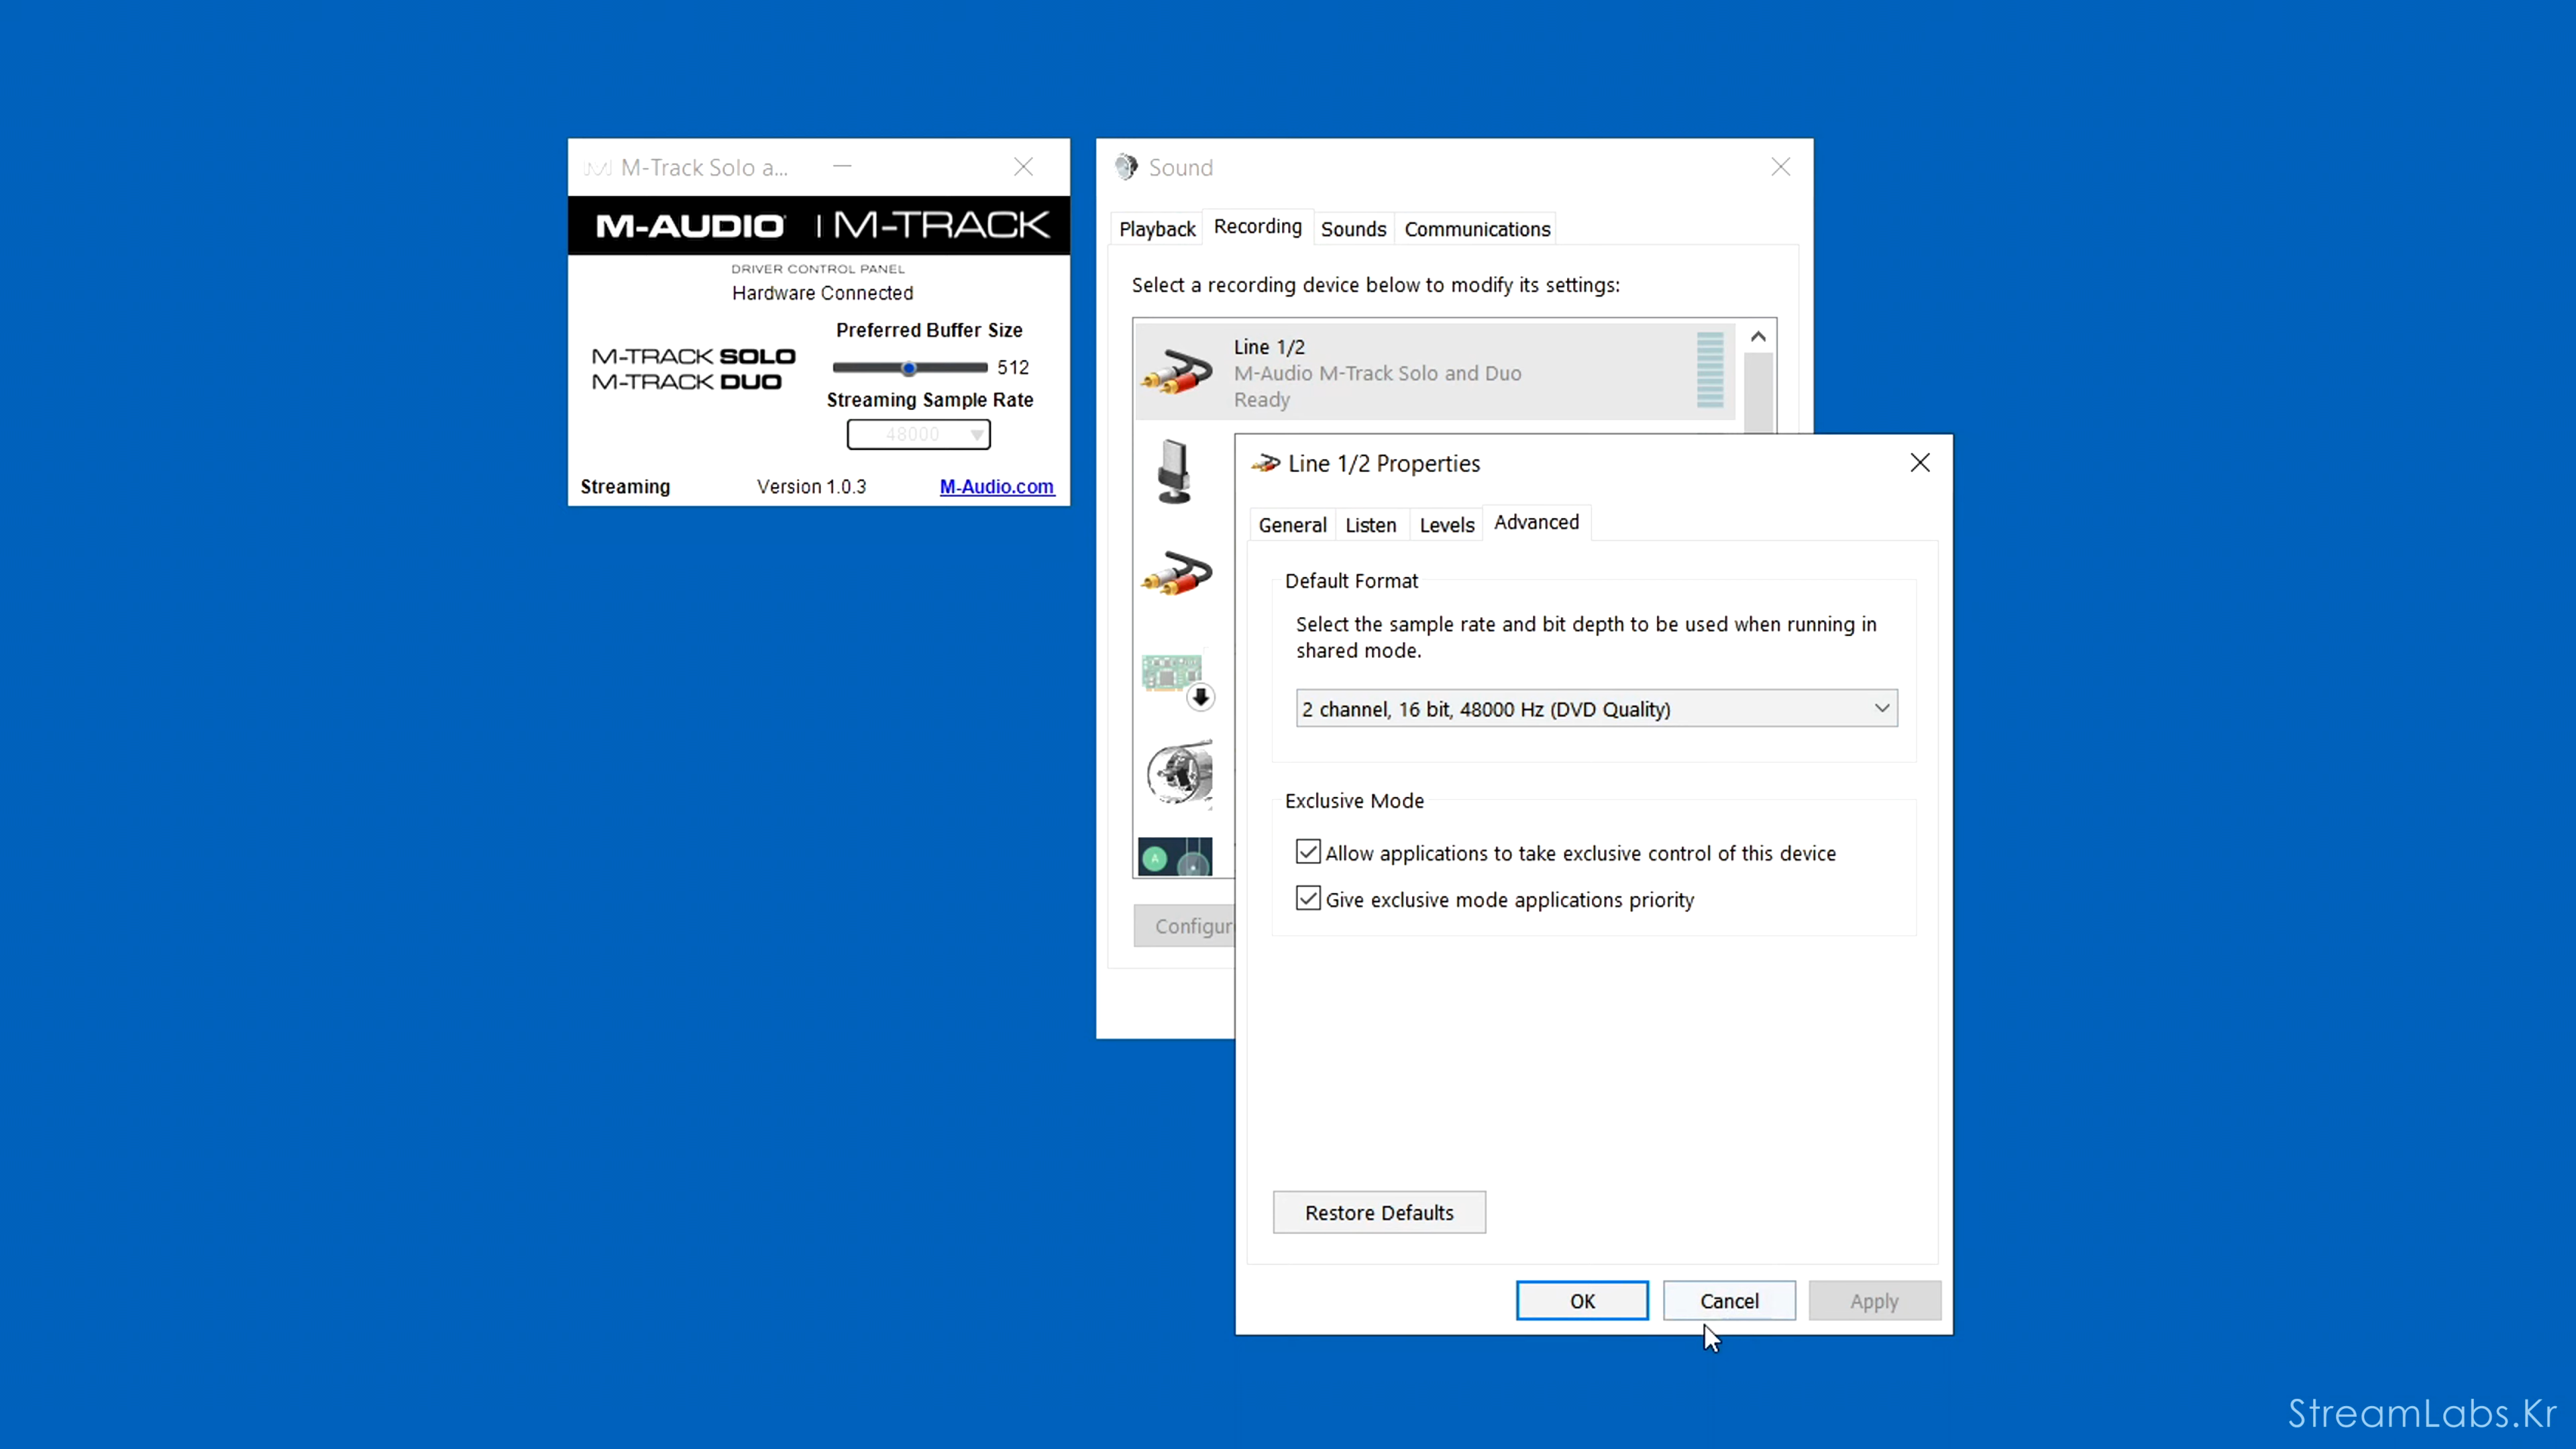 M-Track Solo a...
M-AUDIO | M-TRACK
DRIVER CONTROL PANEL
Hardware Connected
Preferred Buffer Size
M-TRACK SOLO
M-TRACK DUO
512
Streaming Sample Rate
48000
Streaming
Version 1.0.3
M-Audio.com
Sound
Playback
Recording
Sounds
Communications
Select a recording device below to modify its settings:
Line 1/2
M-Audio M-Track Solo and Duo
Ready
A
Configur
Line 1/2 Properties
General
Listen
Levels
Advanced
Default Format
Select the sample rate and bit depth to be used when running in
shared mode.
2 channel, 16 bit, 48000 Hz (DVD Quality)
Exclusive Mode
Allow applications to take exclusive control of this device
Give exclusive mode applications priority
Restore Defaults
OK
Cancel
Apply
StreamLabs.Kr